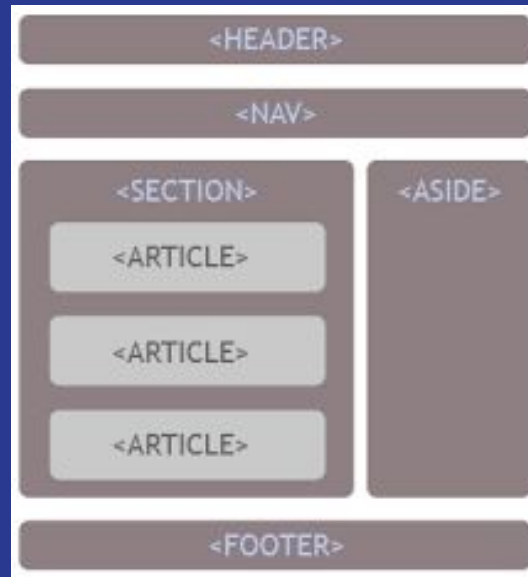 <HEADER>
<NAV>
<SECTION>
<ARTICLE>
<ARTICLE>
<ARTICLE>
<ASIDE>
<FOOTER>